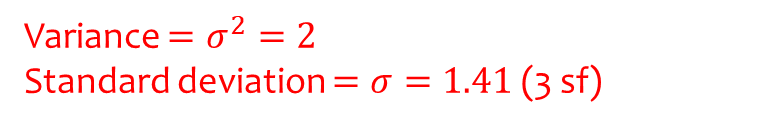 Variance = σ² = 2
Standard deviation = σ = 1.41 (3 sf)